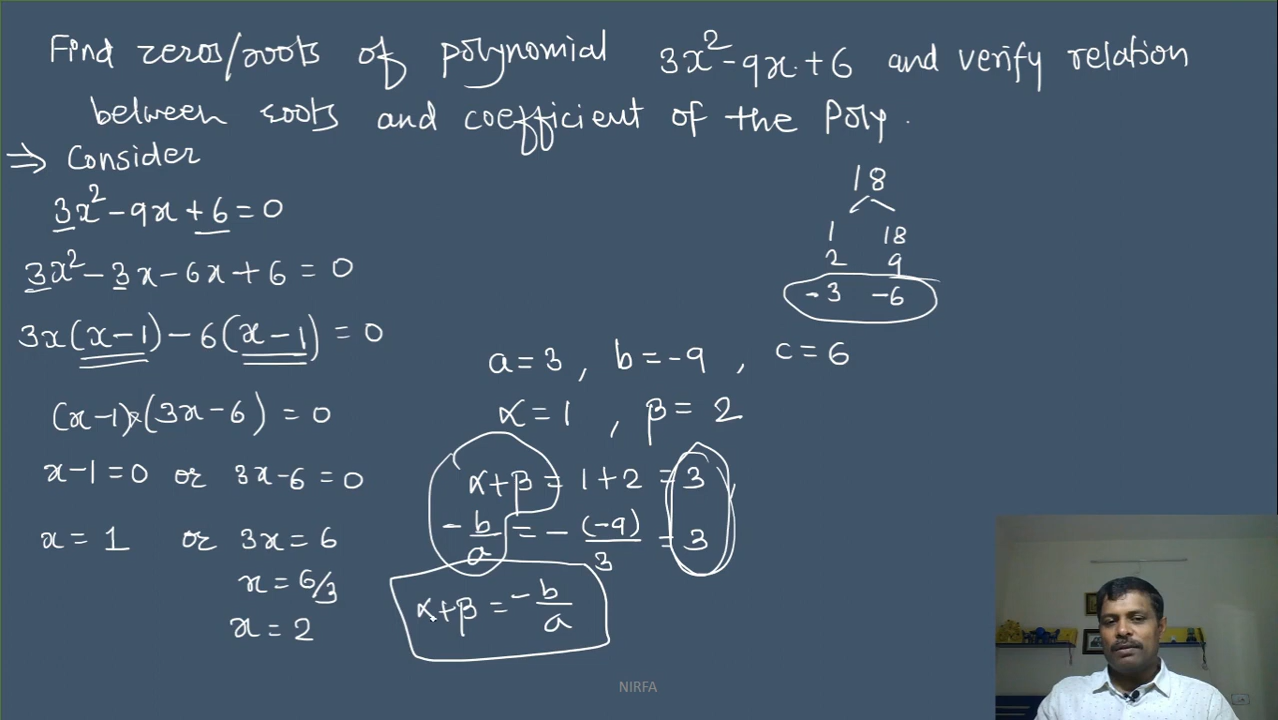 Find zeros/roots of polynomial 3x²-9x+6 and verify relation
between roots and coefficient of the Poly.
⇒ Consider
3x²-9x+6=0
3x²-3x-6x+6=0
3x(x-1)-6(x-1)=0
(x-1)×(3x-6)=0
x-1=0 or 3x-6=0
x=1 or 3x=6
x=6/3
x=2
18
1 18
2 9
-3 -6
a=3, b=-9, c=6
α=1, β=2
α+β=1+2=3
-b/a=-(-9)/3=3
α+β=-b/a
NIRFA